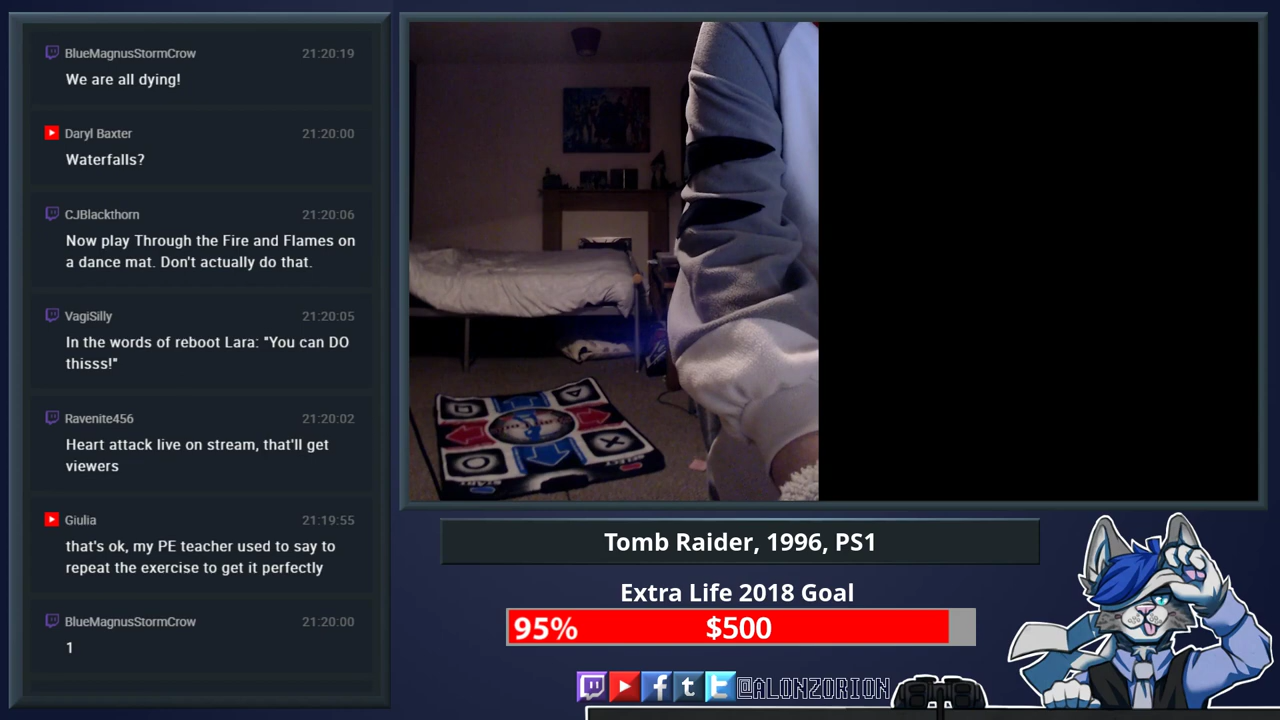 BlueMagnusStormCrow 21:20:19
We are all dying!
Daryl Baxter 21:20:00
Waterfalls?
CJBlackthorn 21:20:06
Now play Through the Fire and Flames on
a dance mat. Don't actually do that.
VagiSilly 21:20:05
In the words of reboot Lara: "You can DO
thisss!"
Ravenite456 21:20:02
Heart attack live on stream, that'll get
viewers
Giulia 21:19:55
that's ok, my PE teacher used to say to
repeat the exercise to get it perfectly
BlueMagnusStormCrow 21:20:00
1
SELECT
START
Tomb Raider, 1996, PS1
Extra Life 2018 Goal
95% $500
@ALONZORION